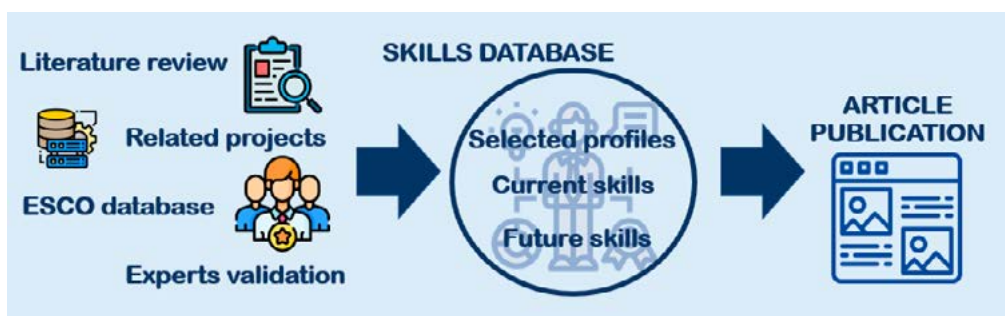 Literature review
Related projects
ESCO database
Experts validation
SKILLS DATABASE
Selected profiles
Current skills
Future skills
ARTICLE
PUBLICATION